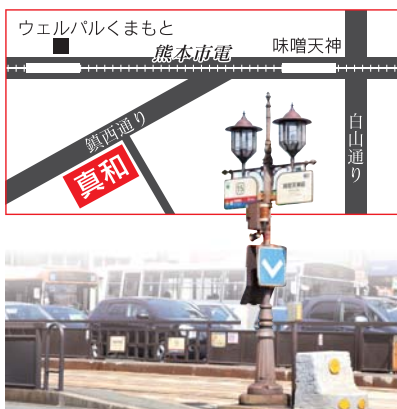 ウェルパルくまもと
熊本市電
味噌天神
鎮西通り
真和
白山通り